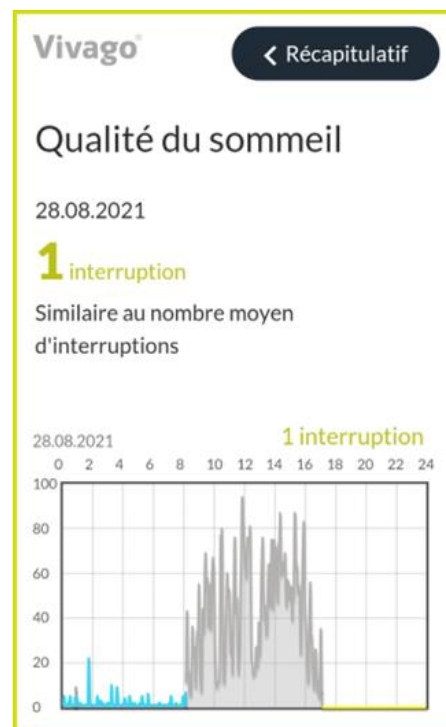 Vivago
< Récapitulatif
Qualité du sommeil
28.08.2021
1 interruption
Similaire au nombre moyen
d'interruptions
28.08.2021 1 interruption
0 2 4 6 8 10 12 14 16 18 20 22 24
100
80
60
40
20
0